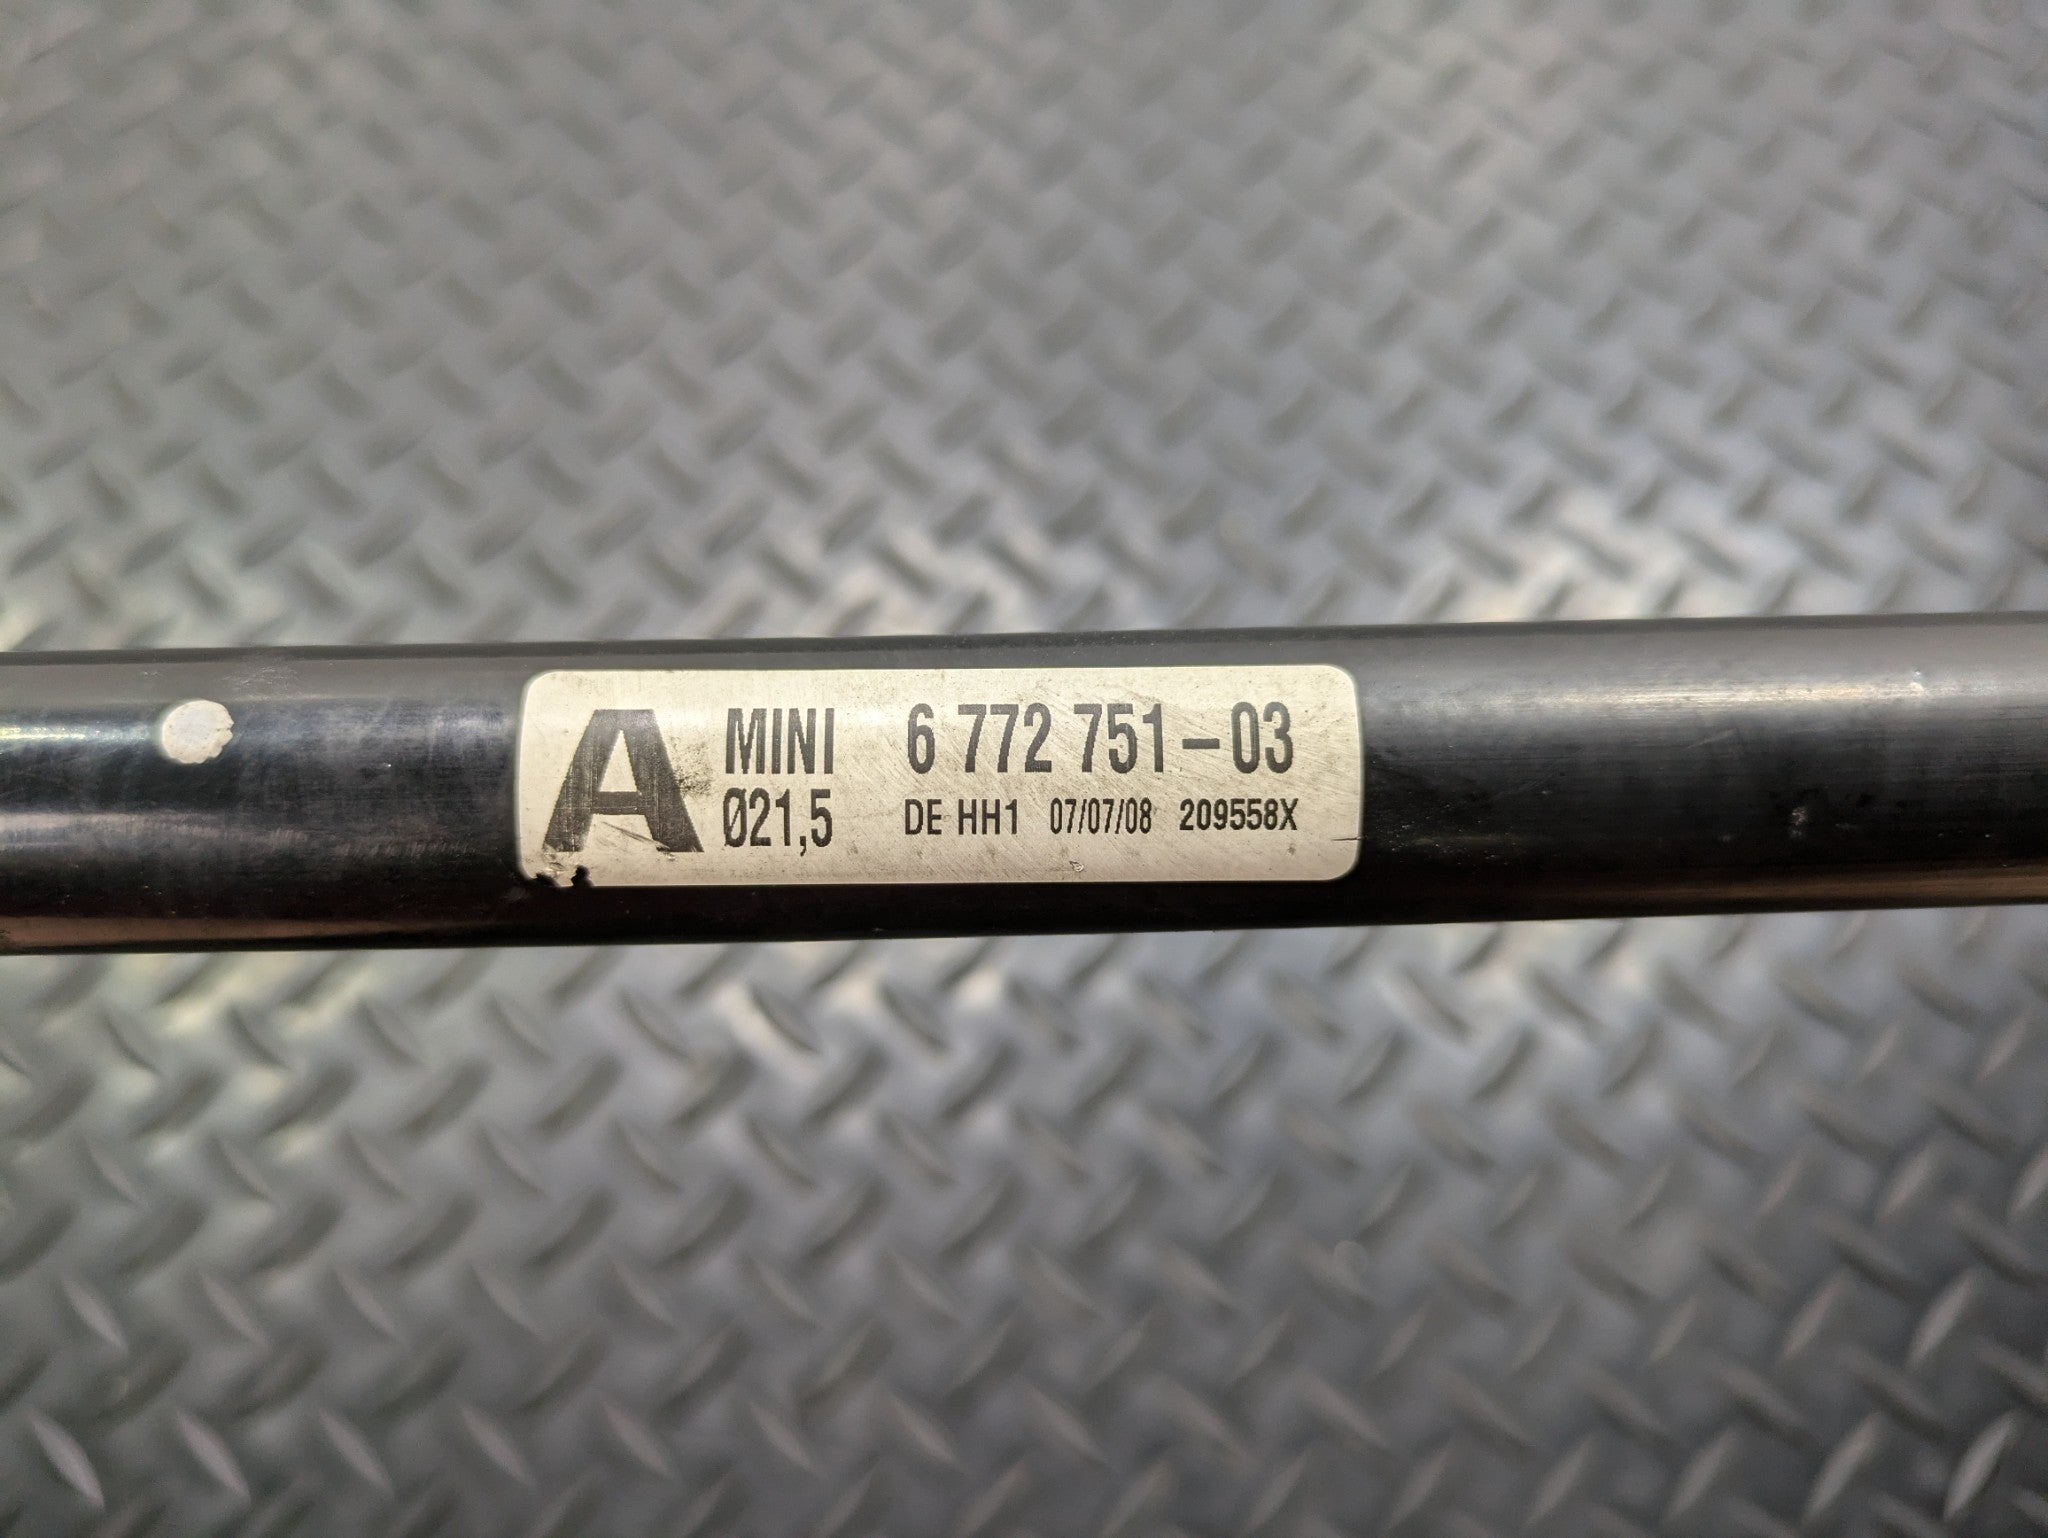 A MINI 6 772 751-03
Ø21,5 DE HH1 07/07/08 209558X